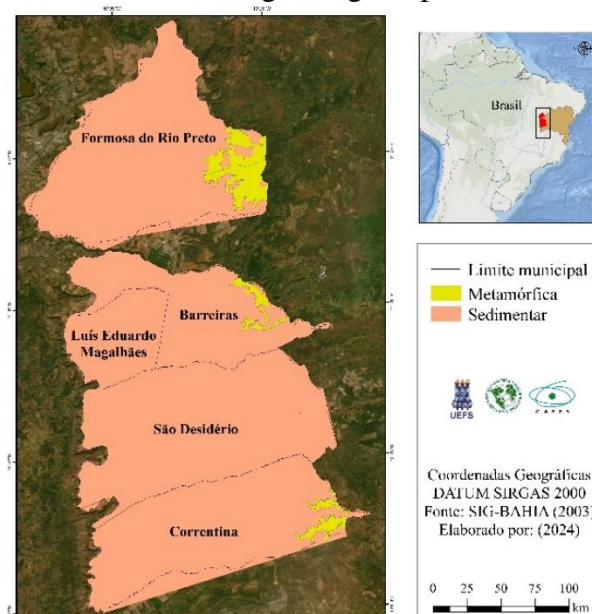 Formosa do Rio Preto
Barreiras
Luís Eduardo
Magalhães
São Desidério
Correntina
Brasil
Limite municipal
Metamórfica
Sedimentar
UEFS
CAPES
Coordenadas Geográficas
DATUM SIRGAS 2000
Fonte: SIG-BAHIA (2003)
Elaborado por: (2024)
0 25 50 100
km